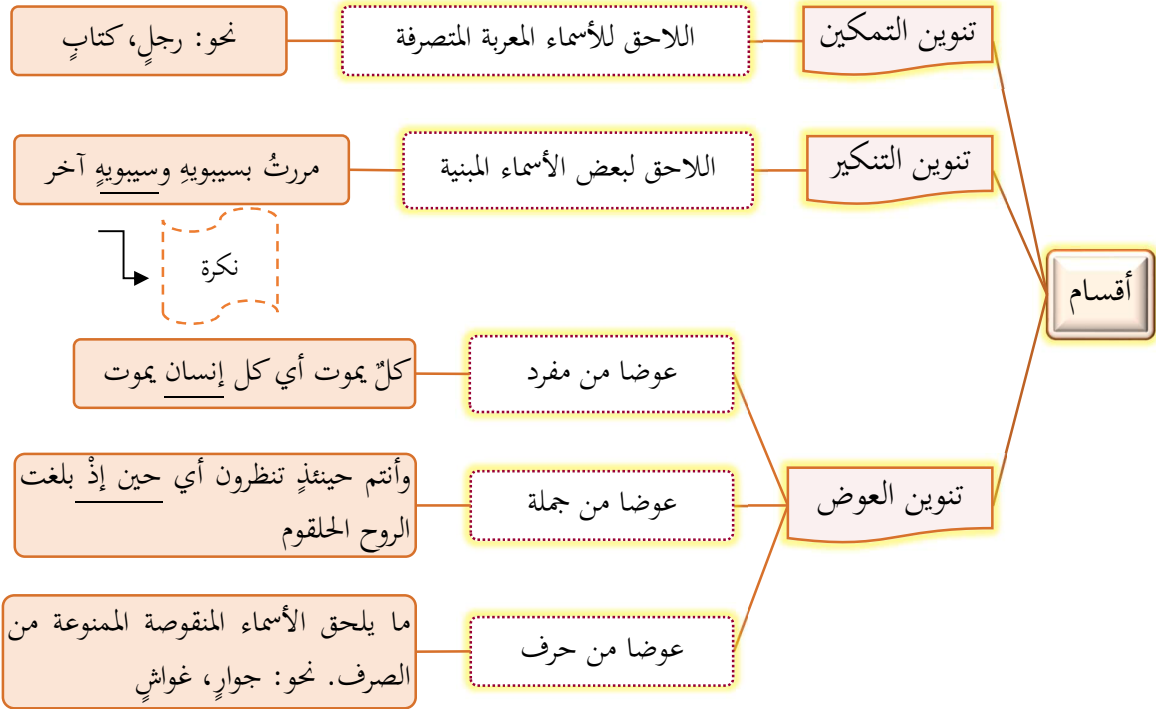 أقسام
تنوين التمكين
اللاحق للأسماء المعربة المتصرفة
نحو: رجلٍ، كتابٍ
تنوين التنكير
اللاحق لبعض الأسماء المبنية
مررتُ بسيبويهِ وسيبويهٍ آخر
نكرة
تنوين العوض
عوضا من مفرد
كلٌ يموت أي كل إنسان يموت
عوضا من جملة
وأنتم حينئذٍ تنظرون أي حين إذْ بلغت
الروح الحلقوم
عوضا من حرف
ما يلحق الأسماء المنقوصة الممنوعة من
الصرف. نحو: جوارٍ، غواشٍ